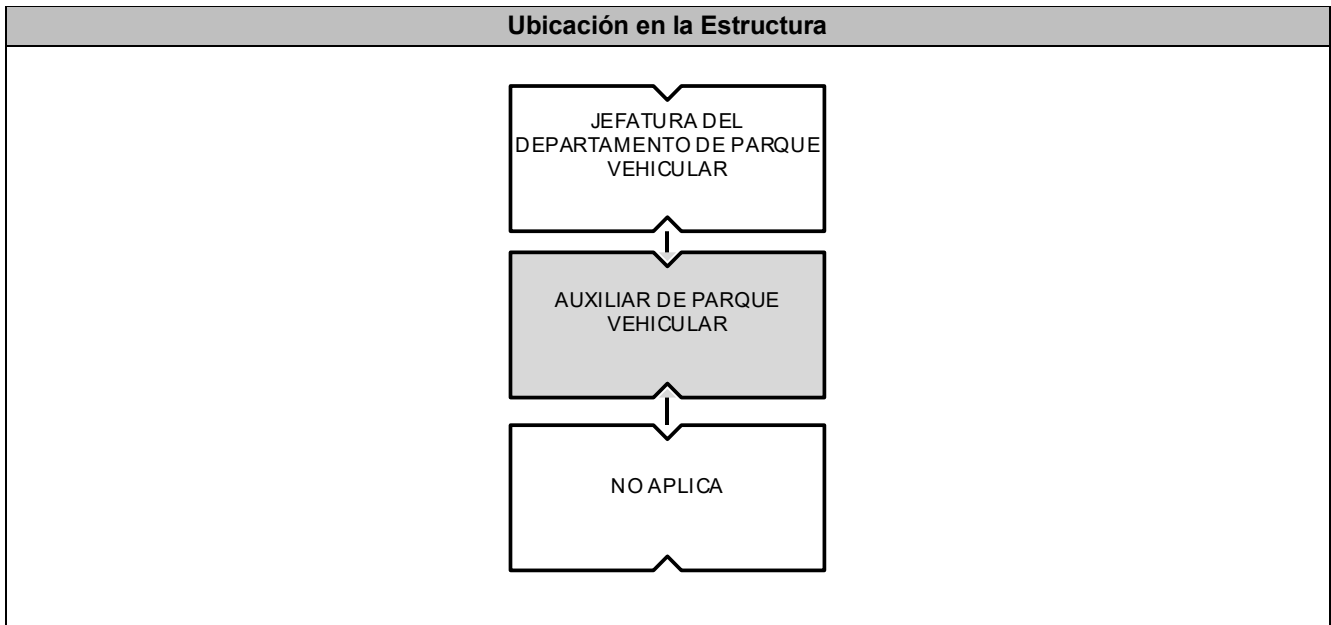 Ubicación en la Estructura
JEFATURA DEL
DEPARTAMENTO DE PARQUE
VEHICULAR
AUXILIAR DE PARQUE
VEHICULAR
NO APLICA